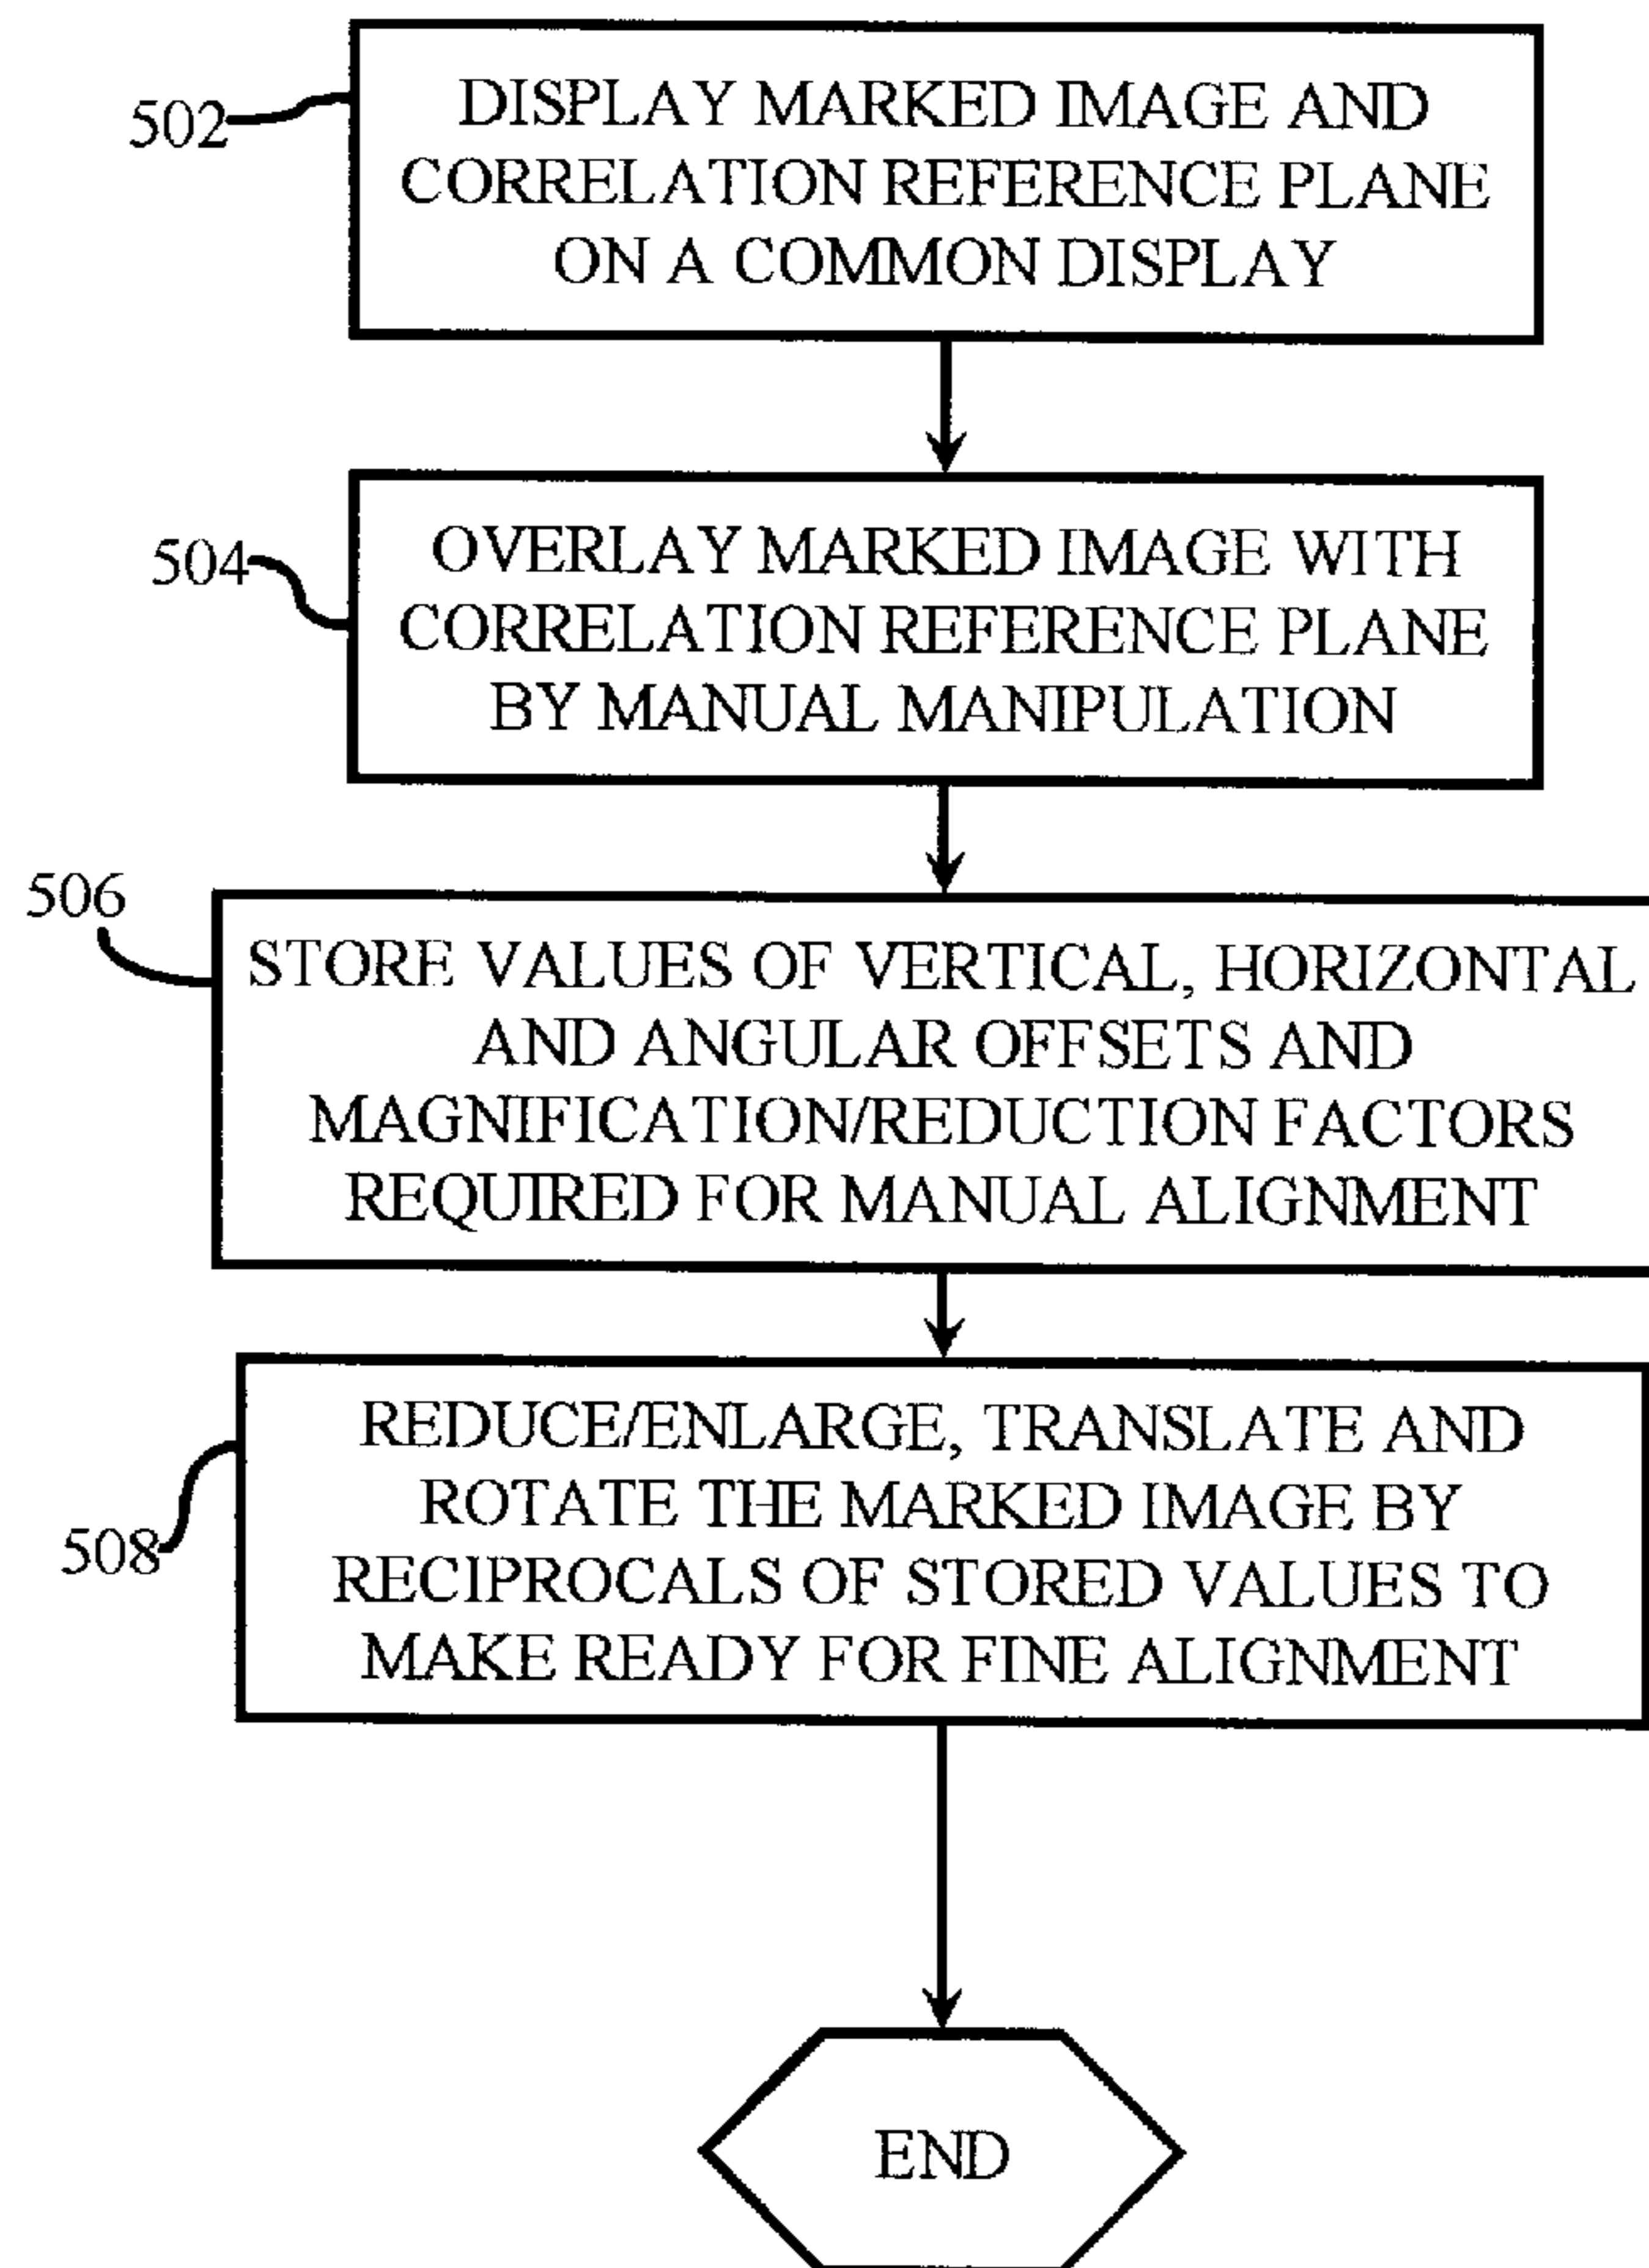 502
DISPLAY MARKED IMAGE AND
CORRELATION REFERENCE PLANE
ON A COMMON DISPLAY
504
OVERLAY MARKED IMAGE WITH
CORRELATION REFERENCE PLANE
BY MANUAL MANIPULATION
506
STORE VALUES OF VERTICAL, HORIZONTAL
AND ANGULAR OFFSETS AND
MAGNIFICATION/REDUCTION FACTORS
REQUIRED FOR MANUAL ALIGNMENT
508
REDUCE/ENLARGE, TRANSLATE AND
ROTATE THE MARKED IMAGE BY
RECIPROCALS OF STORED VALUES TO
MAKE READY FOR FINE ALIGNMENT
END